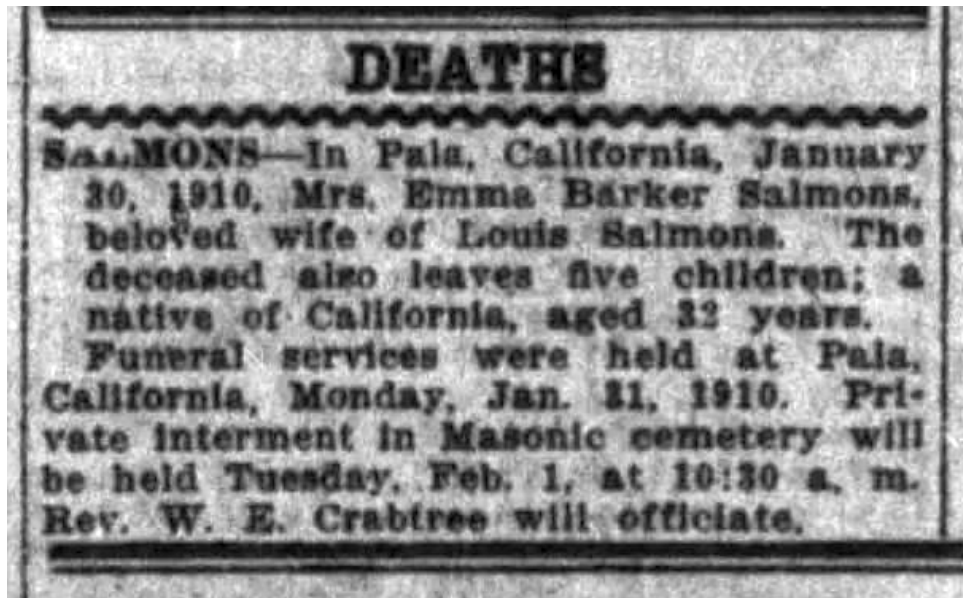 DEATHS
SALMONS—In Pala, California, January
30, 1910, Mrs. Emma Barker Salmons,
beloved wife of Louis Salmons. The
deceased also leaves five children; a
native of California, aged 32 years.
Funeral services were held at Pala,
California, Monday, Jan. 31, 1910. Pri-
vate interment in Masonic cemetery will
be held Tuesday, Feb. 1, at 10:30 a. m.
Rev. W. E. Crabtree will officiate.